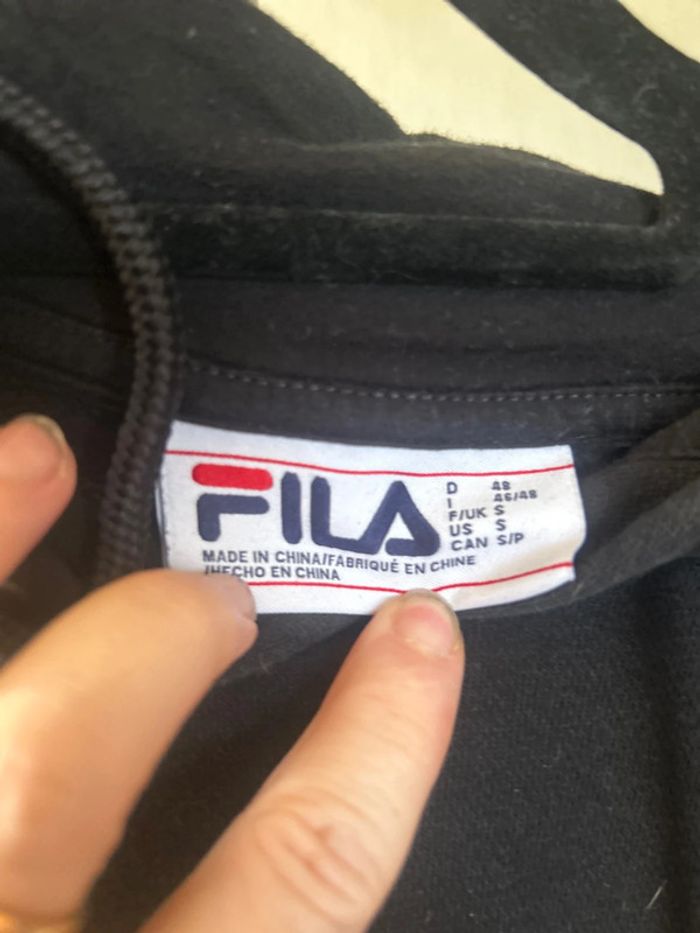 FILA
D 48
I 46/48
F/UK S
US S
CAN S/P
MADE IN CHINA/FABRIQUÉ EN CHINE
/HECHO EN CHINA